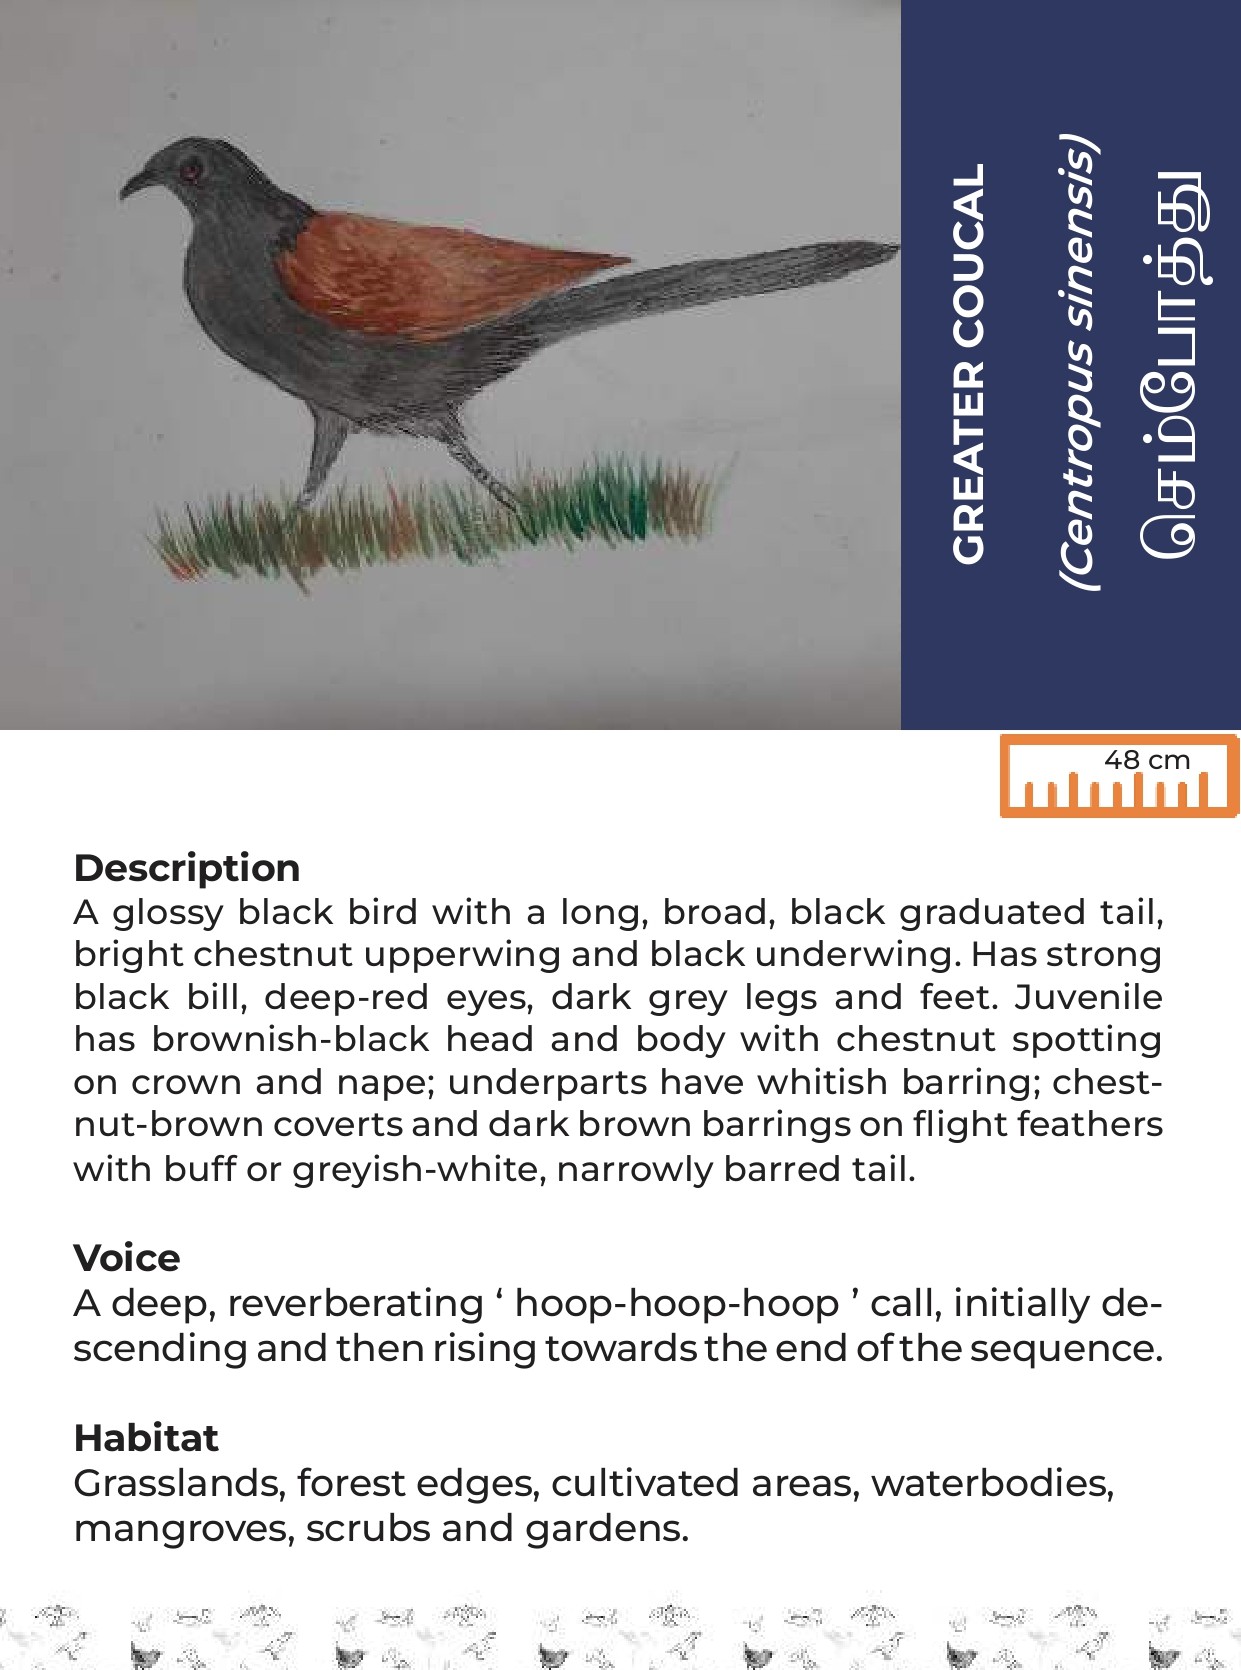 GREATER COUCAL
(Centropus sinensis)
செம்போத்து
48 cm
Description
A glossy black bird with a long, broad, black graduated tail,
bright chestnut upperwing and black underwing. Has strong
black bill, deep-red eyes, dark grey legs and feet. Juvenile
has brownish-black head and body with chestnut spotting
on crown and nape; underparts have whitish barring; chest-
nut-brown coverts and dark brown barrings on flight feathers
with buff or greyish-white, narrowly barred tail.
Voice
A deep, reverberating ‘ hoop-hoop-hoop ’ call, initially de-
scending and then rising towards the end of the sequence.
Habitat
Grasslands, forest edges, cultivated areas, waterbodies,
mangroves, scrubs and gardens.